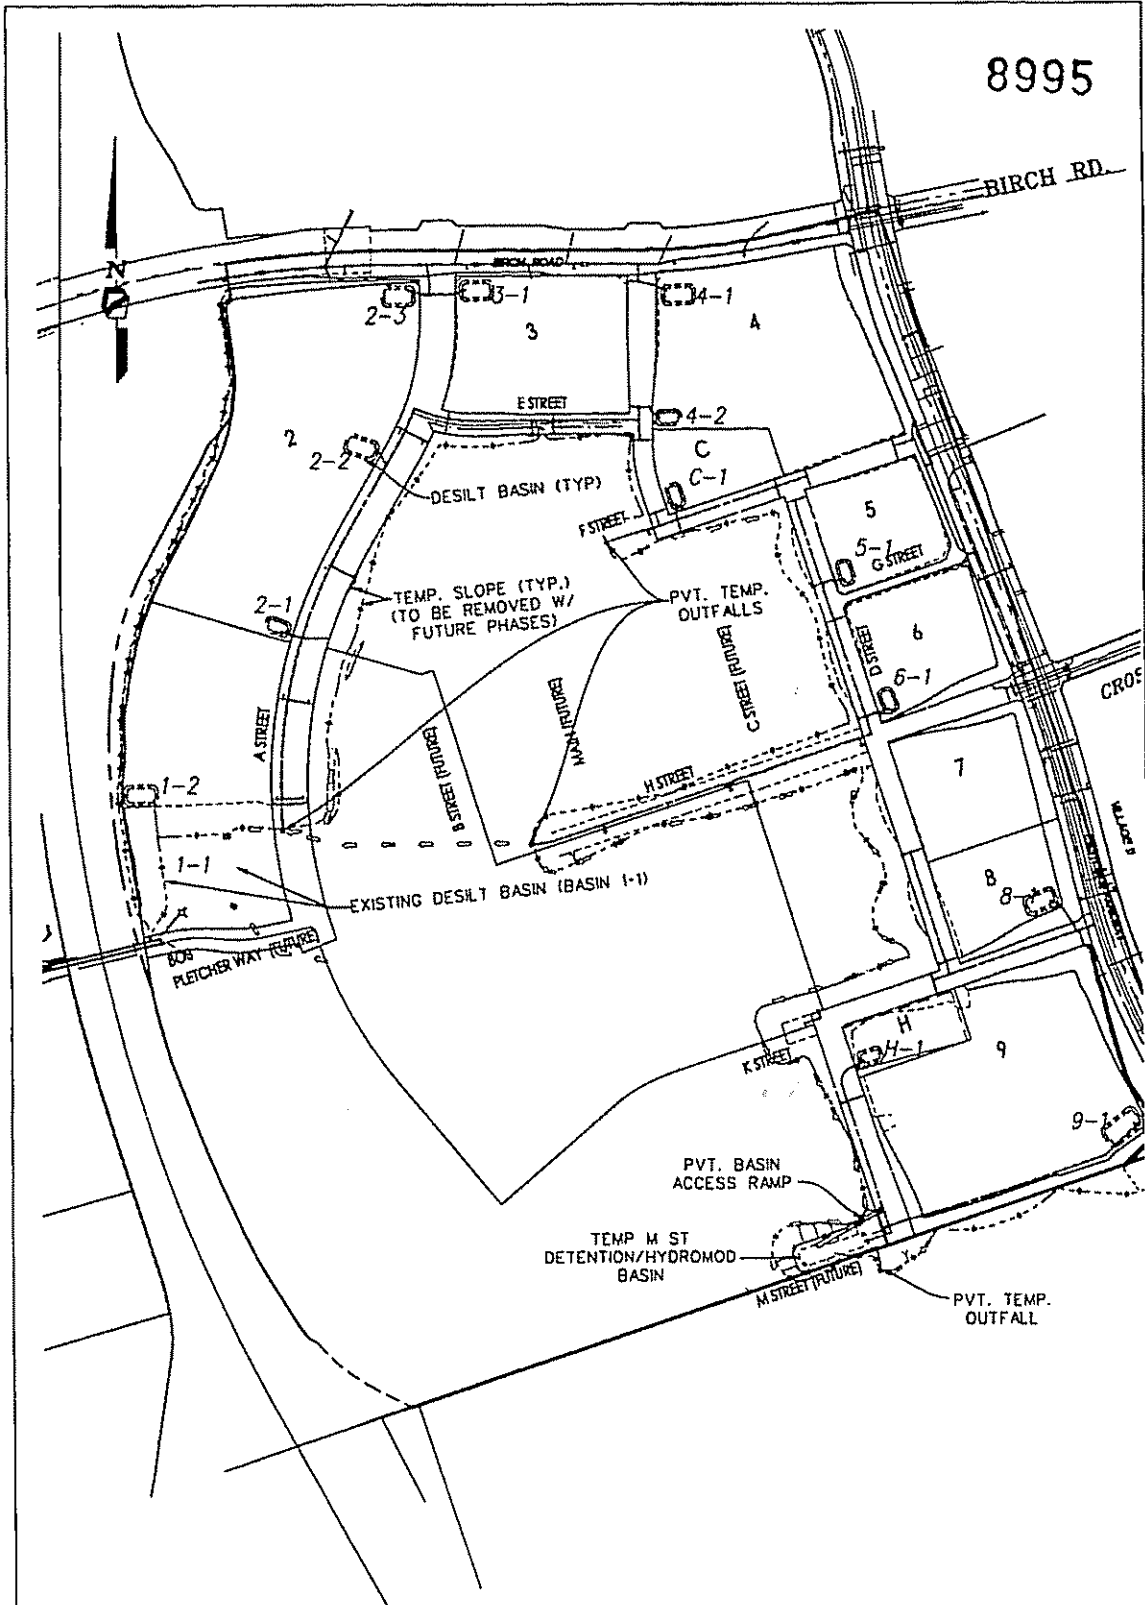 8995
BIRCH RD.
N
BIRCH ROAD
2-3
3-1
4-1
3
4
E STREET
4-2
2
2-2
C
C-1
DESILT BASIN (TYP)
F STREET
5
5-1
G STREET
TEMP. SLOPE (TYP.)
(TO BE REMOVED W/
FUTURE PHASES)
PVT. TEMP.
OUTFALLS
2-1
6
D STREET
6-1
CROS
A STREET
B STREET (FUTURE)
MAIN (FUTURE)
C STREET (FUTURE)
H STREET
7
1-2
1-1
EXISTING DESILT BASIN (BASIN 1-1)
8
8-
BOB
PLETCHER WAY (FUTURE)
H
H-1
9
K STREET
9-1
PVT. BASIN
ACCESS RAMP
TEMP M ST
DETENTION/HYDROMOD
BASIN
M STREET (FUTURE)
PVT. TEMP.
OUTFALL